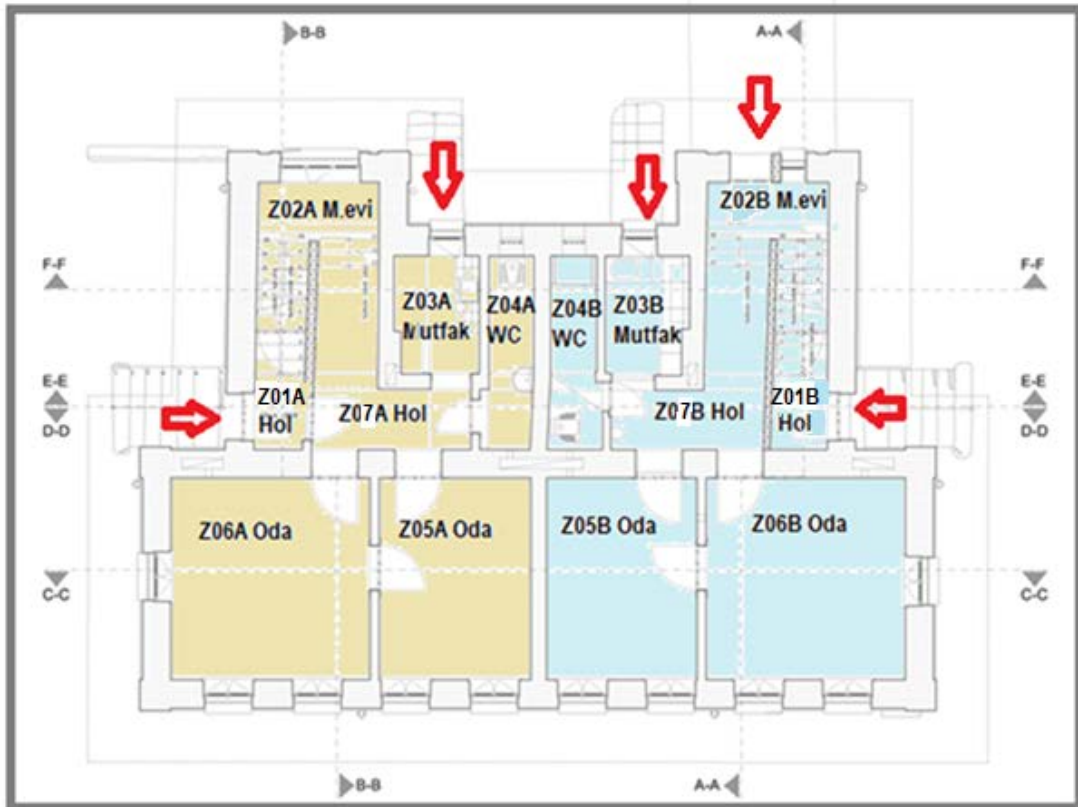 B-B
A-A
Z02A M.evi
Z02B M.evi
F-F
F-F
Z03A
Mutfak
Z04A
WC
Z04B
WC
Z03B
Mutfak
E-E
D-D
E-E
D-D
Z01A
Hol
Z07A Hol
Z07B Hol
Z01B
Hol
Z06A Oda
Z05A Oda
Z05B Oda
Z06B Oda
C-C
C-C
B-B
A-A